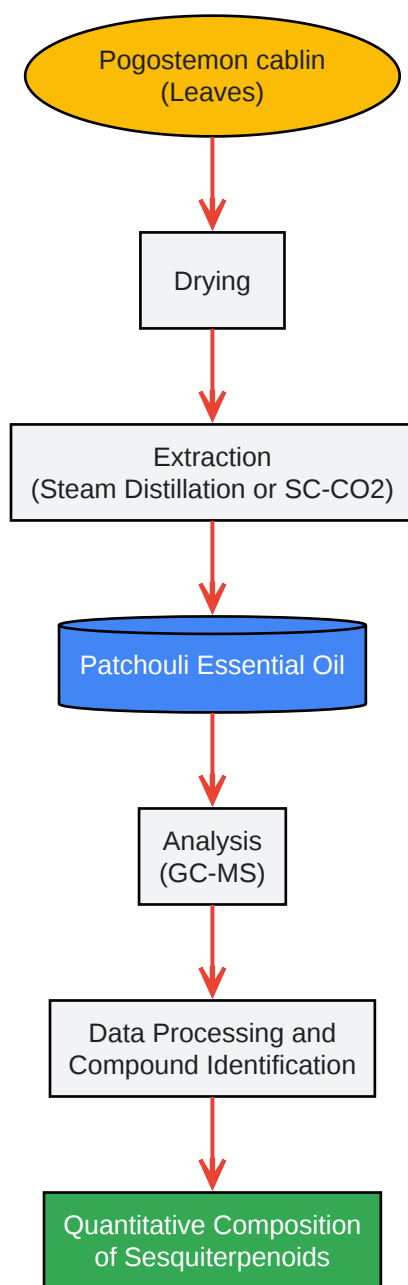 Pogostemon cablin
(Leaves)
Drying
Extraction
(Steam Distillation or SC-CO2)
Patchouli Essential Oil
Analysis
(GC-MS)
Data Processing and
Compound Identification
Quantitative Composition
of Sesquiterpenoids